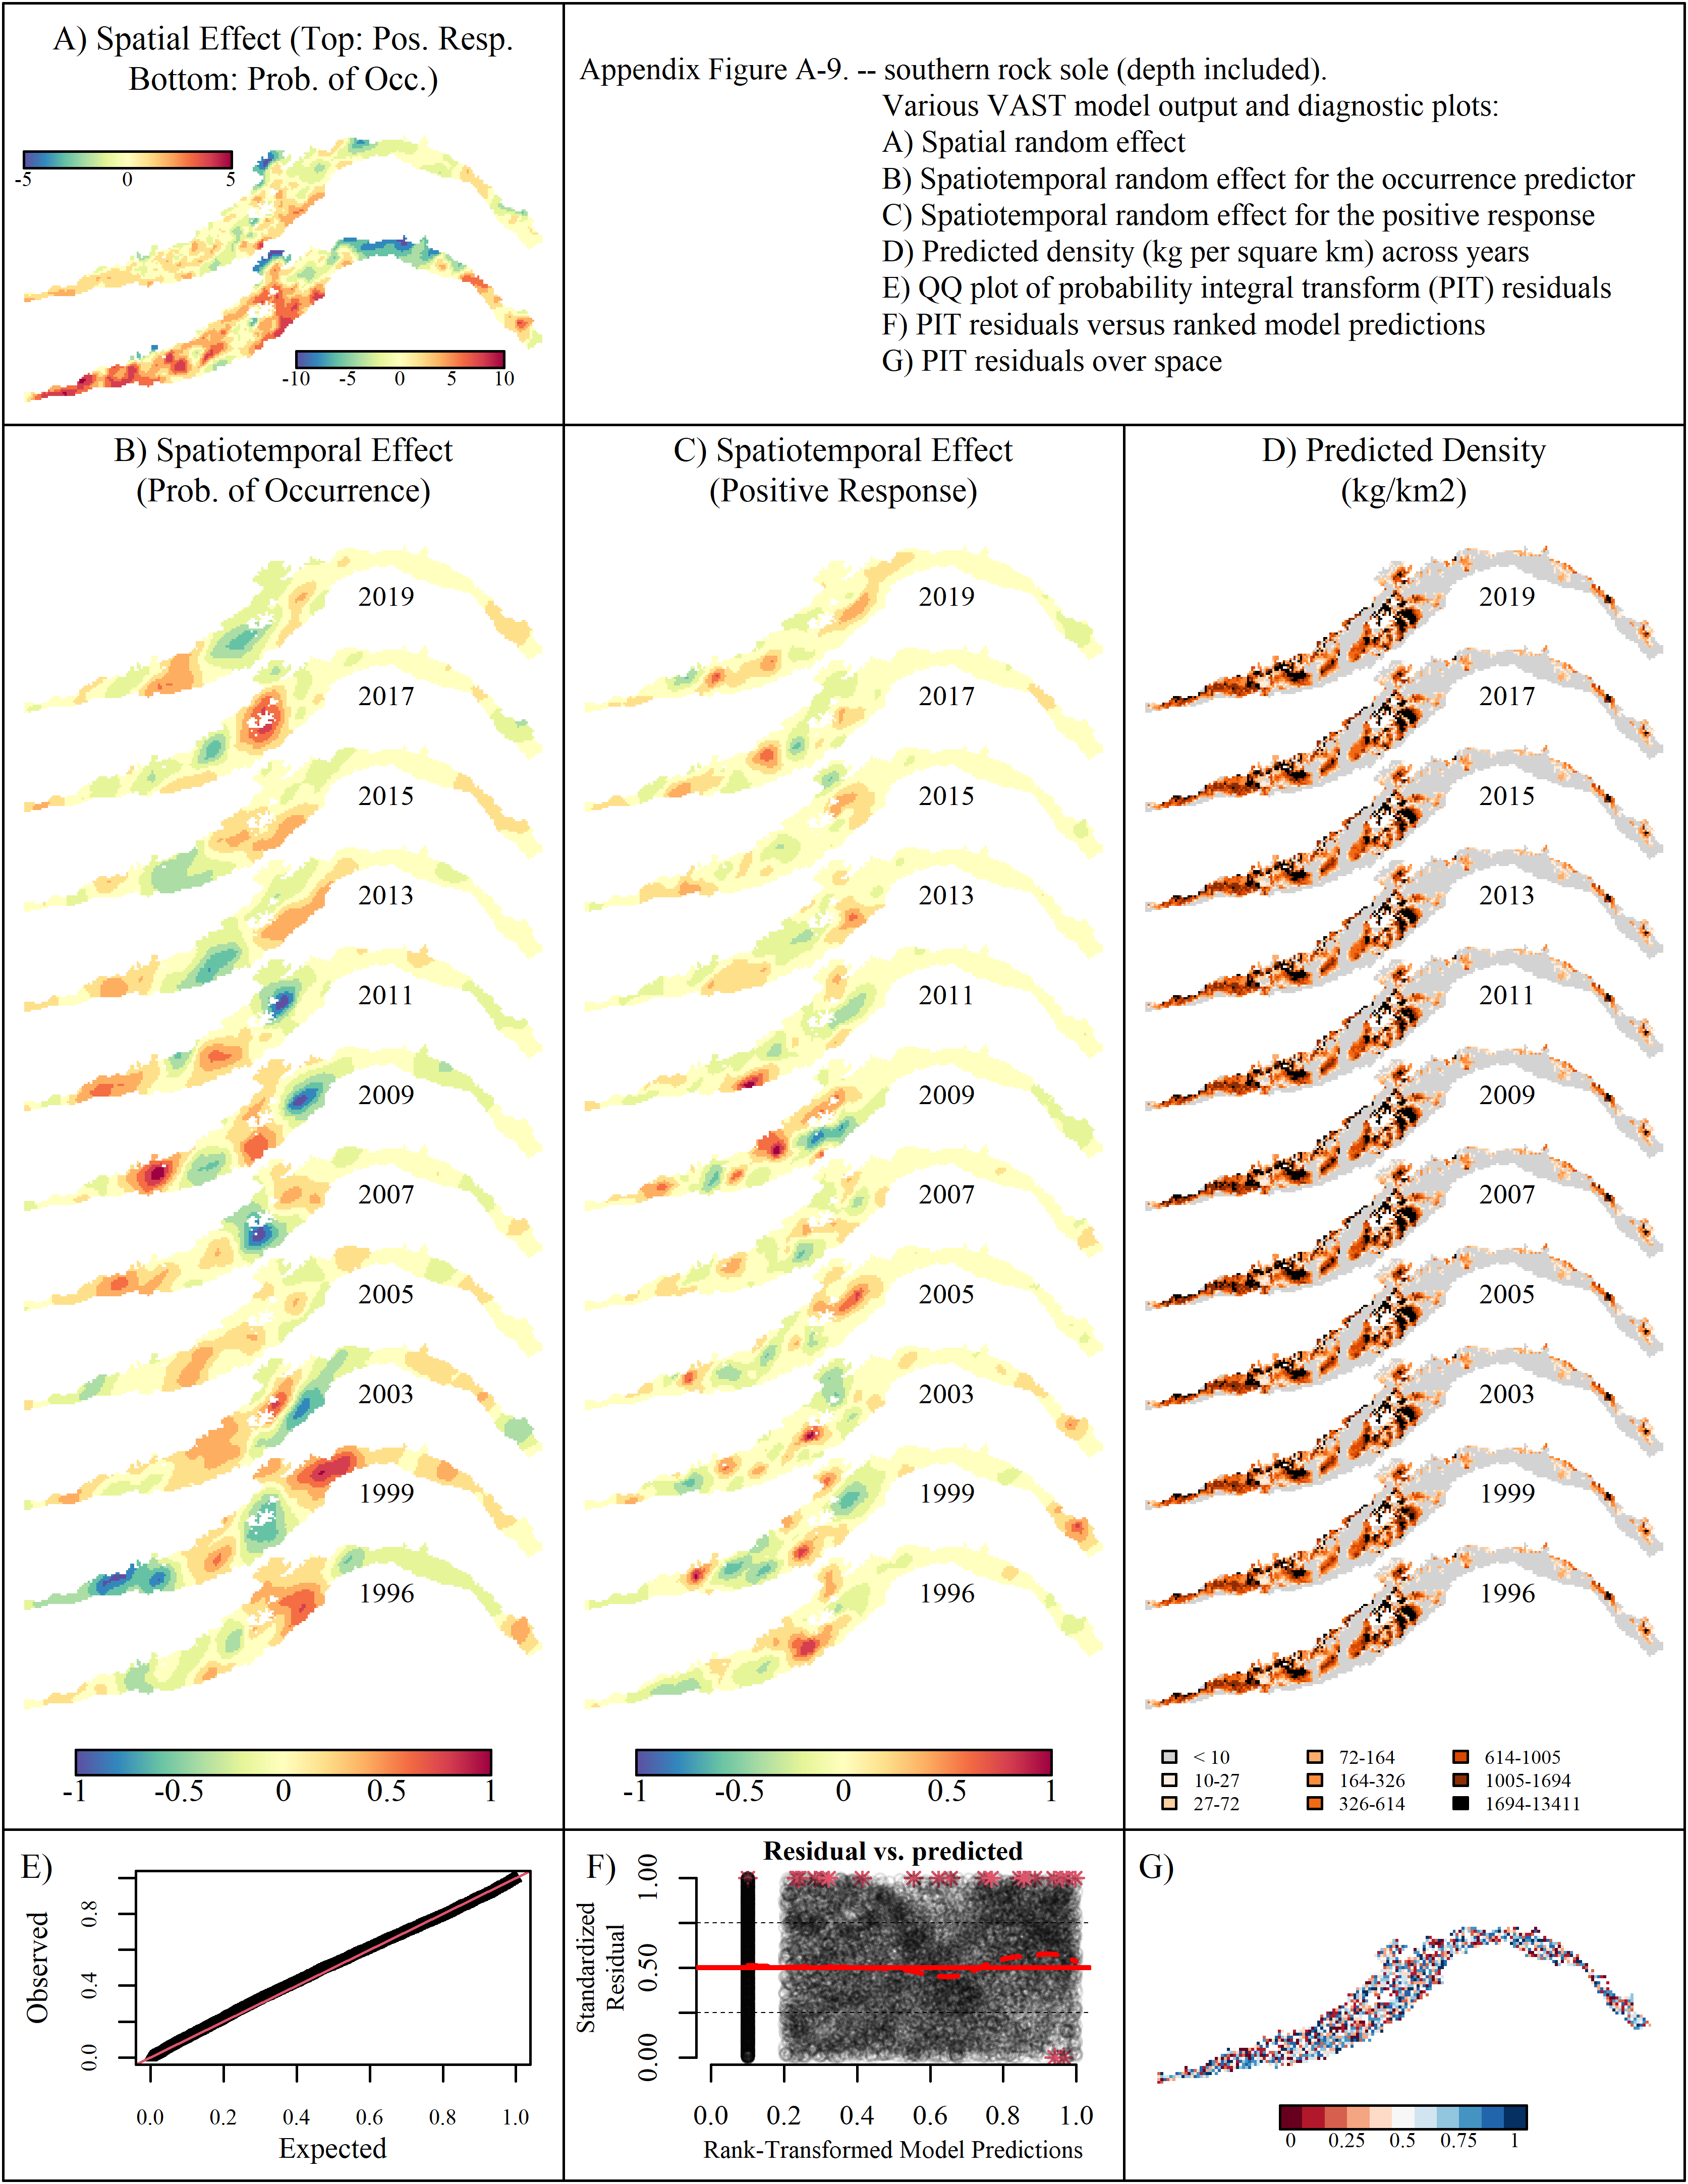 A) Spatial Effect (Top: Pos. Resp.
Bottom: Prob. of Occ.)
-5 0 5
-10 -5 0 5 10
Appendix Figure A-9. -- southern rock sole (depth included).
Various VAST model output and diagnostic plots:
A) Spatial random effect
B) Spatiotemporal random effect for the occurrence predictor
C) Spatiotemporal random effect for the positive response
D) Predicted density (kg per square km) across years
E) QQ plot of probability integral transform (PIT) residuals
F) PIT residuals versus ranked model predictions
G) PIT residuals over space
B) Spatiotemporal Effect
(Prob. of Occurrence)
2019
2017
2015
2013
2011
2009
2007
2005
2003
1999
1996
-1 -0.5 0 0.5 1
C) Spatiotemporal Effect
(Positive Response)
2019
2017
2015
2013
2011
2009
2007
2005
2003
1999
1996
-1 -0.5 0 0.5 1
D) Predicted Density
(kg/km2)
2019
2017
2015
2013
2011
2009
2007
2005
2003
1999
1996
< 10
10-27
27-72
72-164
164-326
326-614
614-1005
1005-1694
1694-13411
E)
Observed
0.0 0.4 0.8
0.0 0.2 0.4 0.6 0.8 1.0
Expected
F)
Residual vs. predicted
Standardized
Residual
0.00 0.50 1.00
0.0 0.2 0.4 0.6 0.8 1.0
Rank-Transformed Model Predictions
G)
0 0.25 0.5 0.75 1